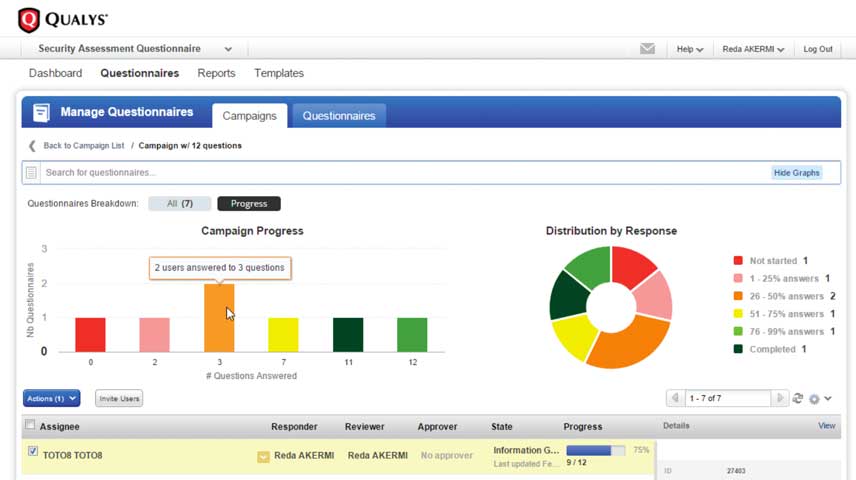 QUALYS®
Security Assessment Questionnaire
Help
Reda AKERMI
Log Out
Dashboard Questionnaires Reports Templates
Manage Questionnaires Campaigns Questionnaires
Back to Campaign List / Campaign w/ 12 questions
Search for questionnaires...
Hide Graphs
Questionnaires Breakdown: All (7) Progress
Campaign Progress
3
2
1
0
Nb Questionnaires
2 users answered to 3 questions
0 2 3 7 11 12
# Questions Answered
Distribution by Response
Not started 1
1 - 25% answers 1
26 - 50% answers 2
51 - 75% answers 1
76 - 99% answers 1
Completed 1
Actions (1) Invite Users
1 - 7 of 7
Assignee Responder Reviewer Approver State Progress Details View
TOTO8 TOTO8 Reda AKERMI Reda AKERMI No approver Information G... 75%
Last updated Fe... 9 / 12
ID 27403